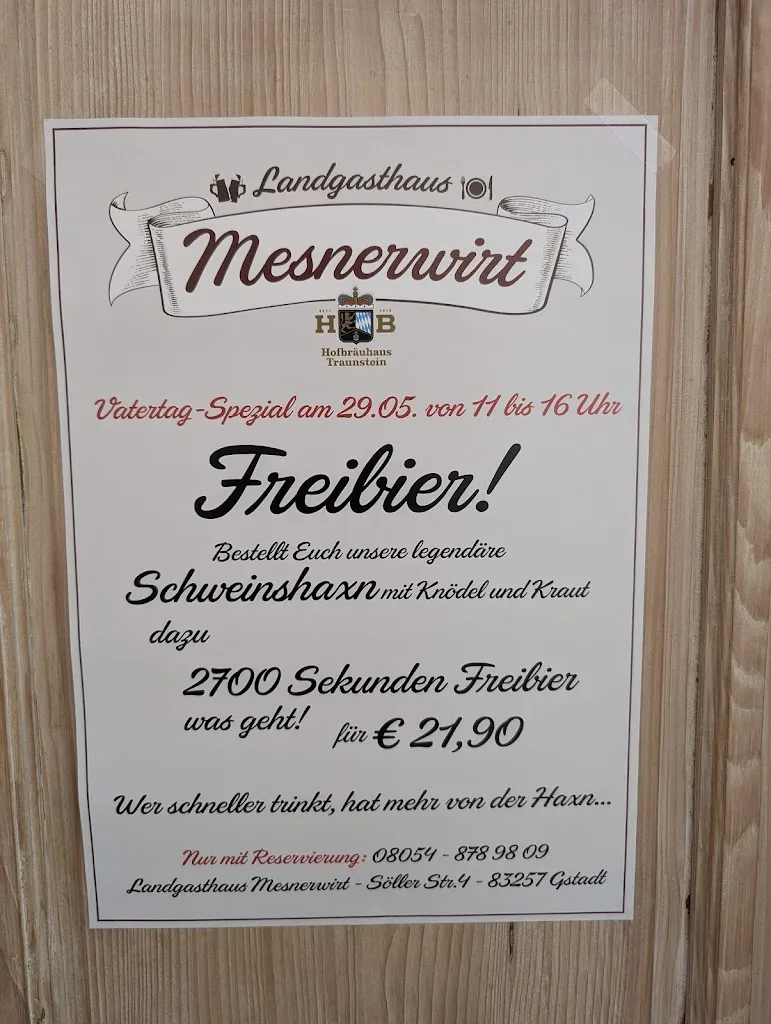 Landgasthaus
Mesnerwirt
H B
Hofbräuhaus
Traunstein
Vatertag-Spezial am 29.05. von 11 bis 16 Uhr
Freibier!
Bestellt Euch unsere legendäre
Schweinshaxn mit Knödel und Kraut
dazu
2700 Sekunden Freibier
was geht! für € 21,90
Wer schneller trinkt, hat mehr von der Haxn...
Nur mit Reservierung: 08054 - 878 98 09
Landgasthaus Mesnerwirt - Söller Str.4 - 83257 Gstadt